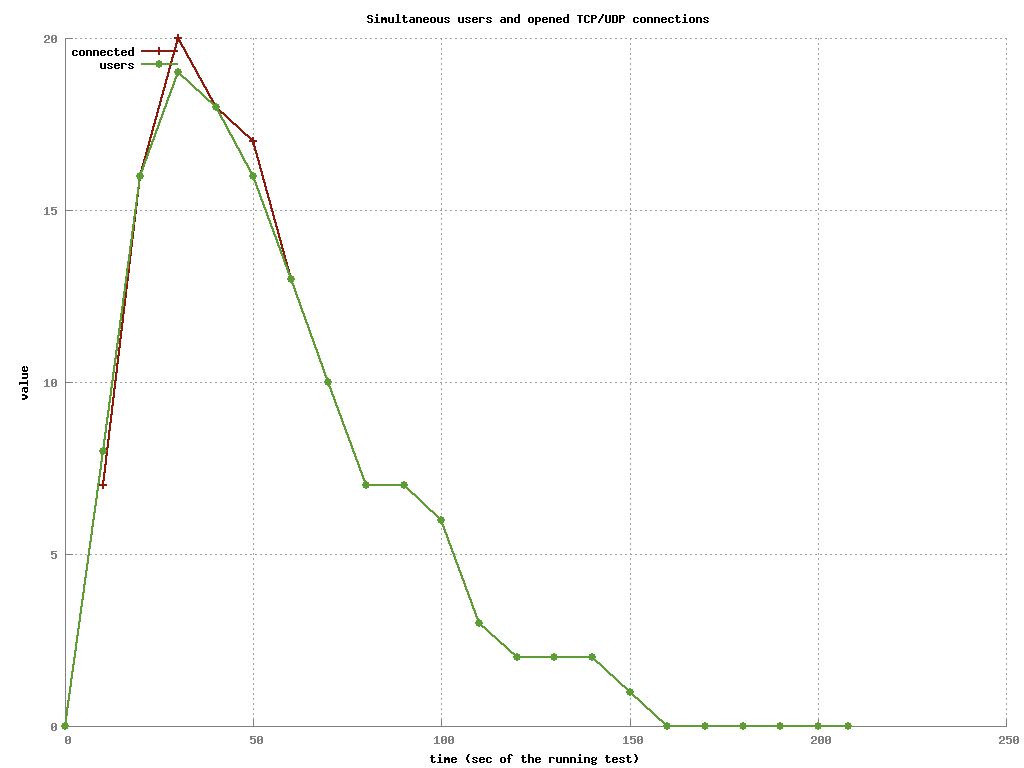 Simultaneous users and opened TCP/UDP connections
20
connected
users
15
10
value
5
0
0 50 100 150 200 250
time (sec of the running test)